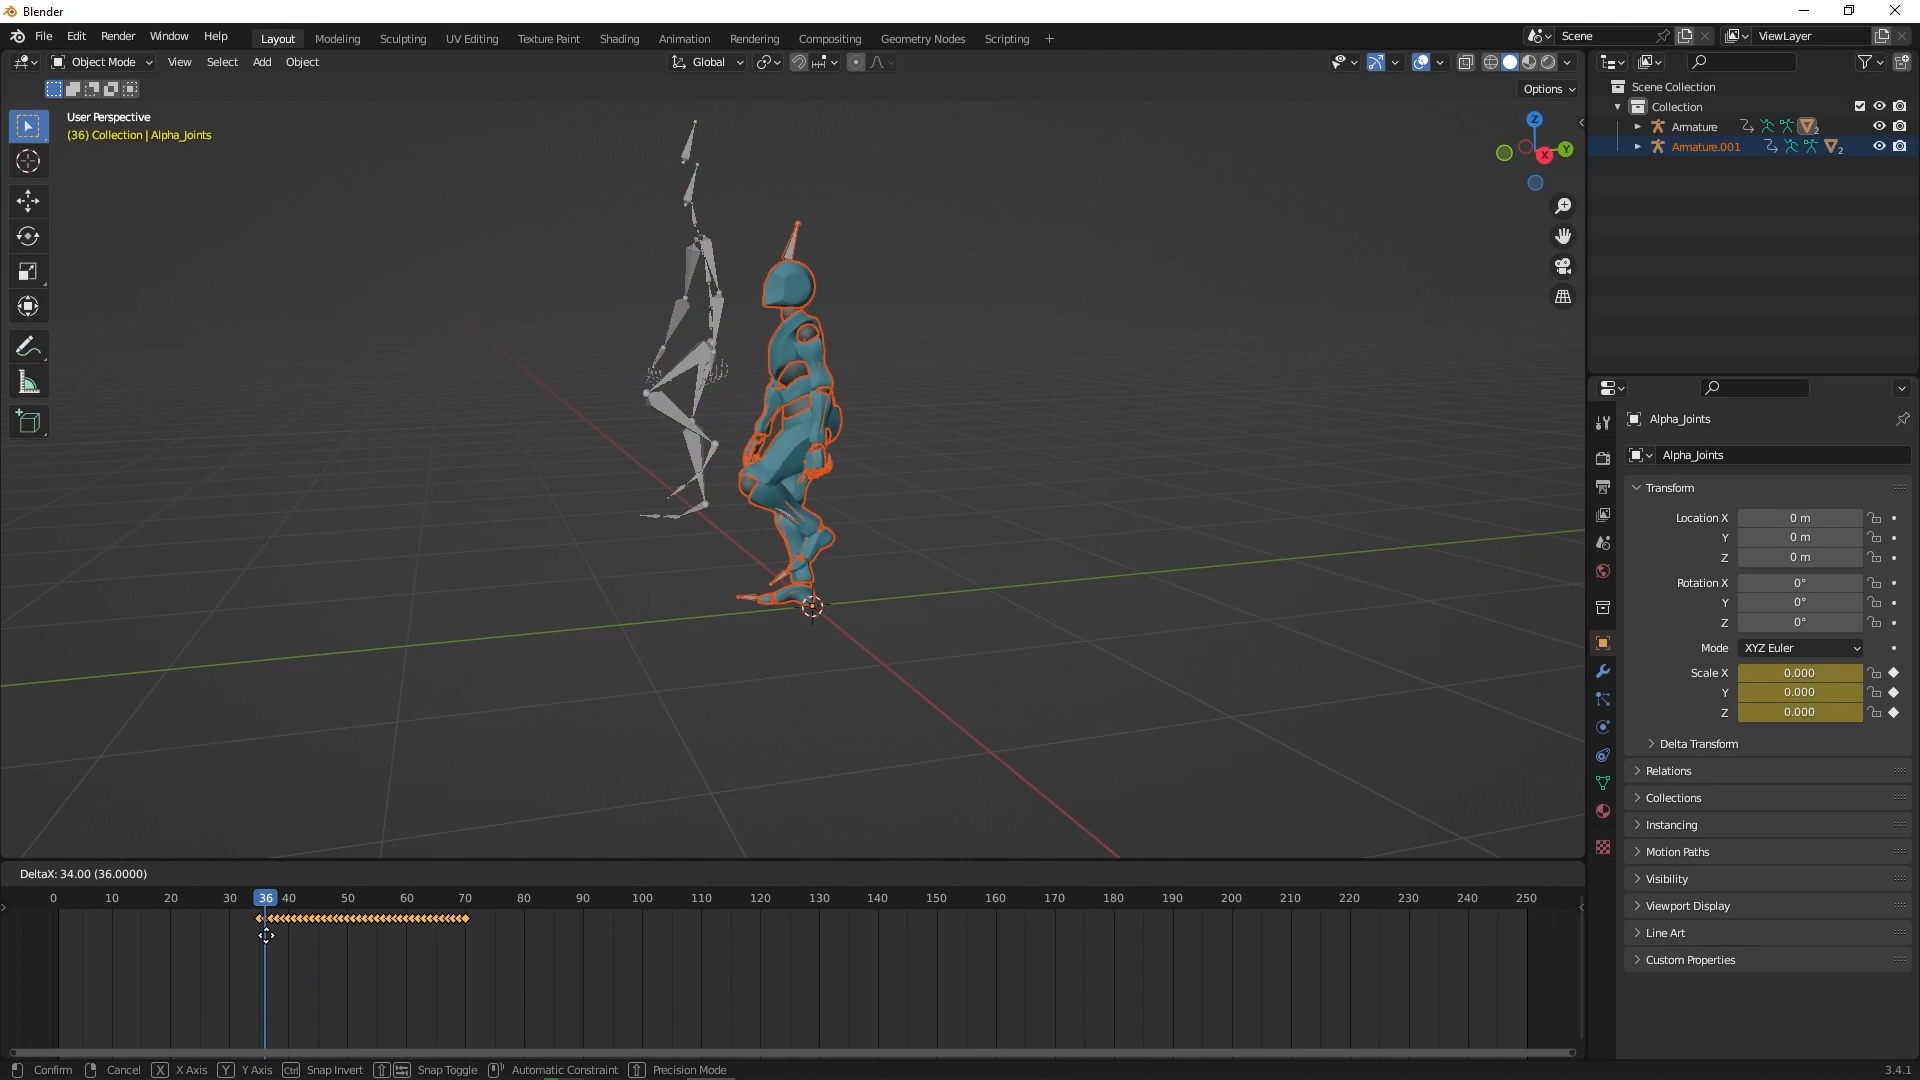 Blender
File Edit Render Window Help Layout Modeling Sculpting UV Editing Texture Paint Shading Animation Rendering Compositing Geometry Nodes Scripting + Scene ViewLayer
Object Mode View Select Add Object Global
Options
User Perspective
(36) Collection | Alpha_Joints
Z
Y
X
Scene Collection
Collection
Armature 2
Armature.001 2
Alpha_Joints
Alpha_Joints
Transform
Location X 0 m
Y 0 m
Z 0 m
Rotation X 0°
Y 0°
Z 0°
Mode XYZ Euler
Scale X 0.000
Y 0.000
Z 0.000
Delta Transform
Relations
Collections
Instancing
Motion Paths
Visibility
Viewport Display
Line Art
Custom Properties
DeltaX: 34.00 (36.0000)
0 10 20 30 36 40 50 60 70 80 90 100 110 120 130 140 150 160 170 180 190 200 210 220 230 240 250
Confirm Cancel X X Axis Y Y Axis Ctrl Snap Invert Snap Toggle Automatic Constraint Precision Mode 3.4.1